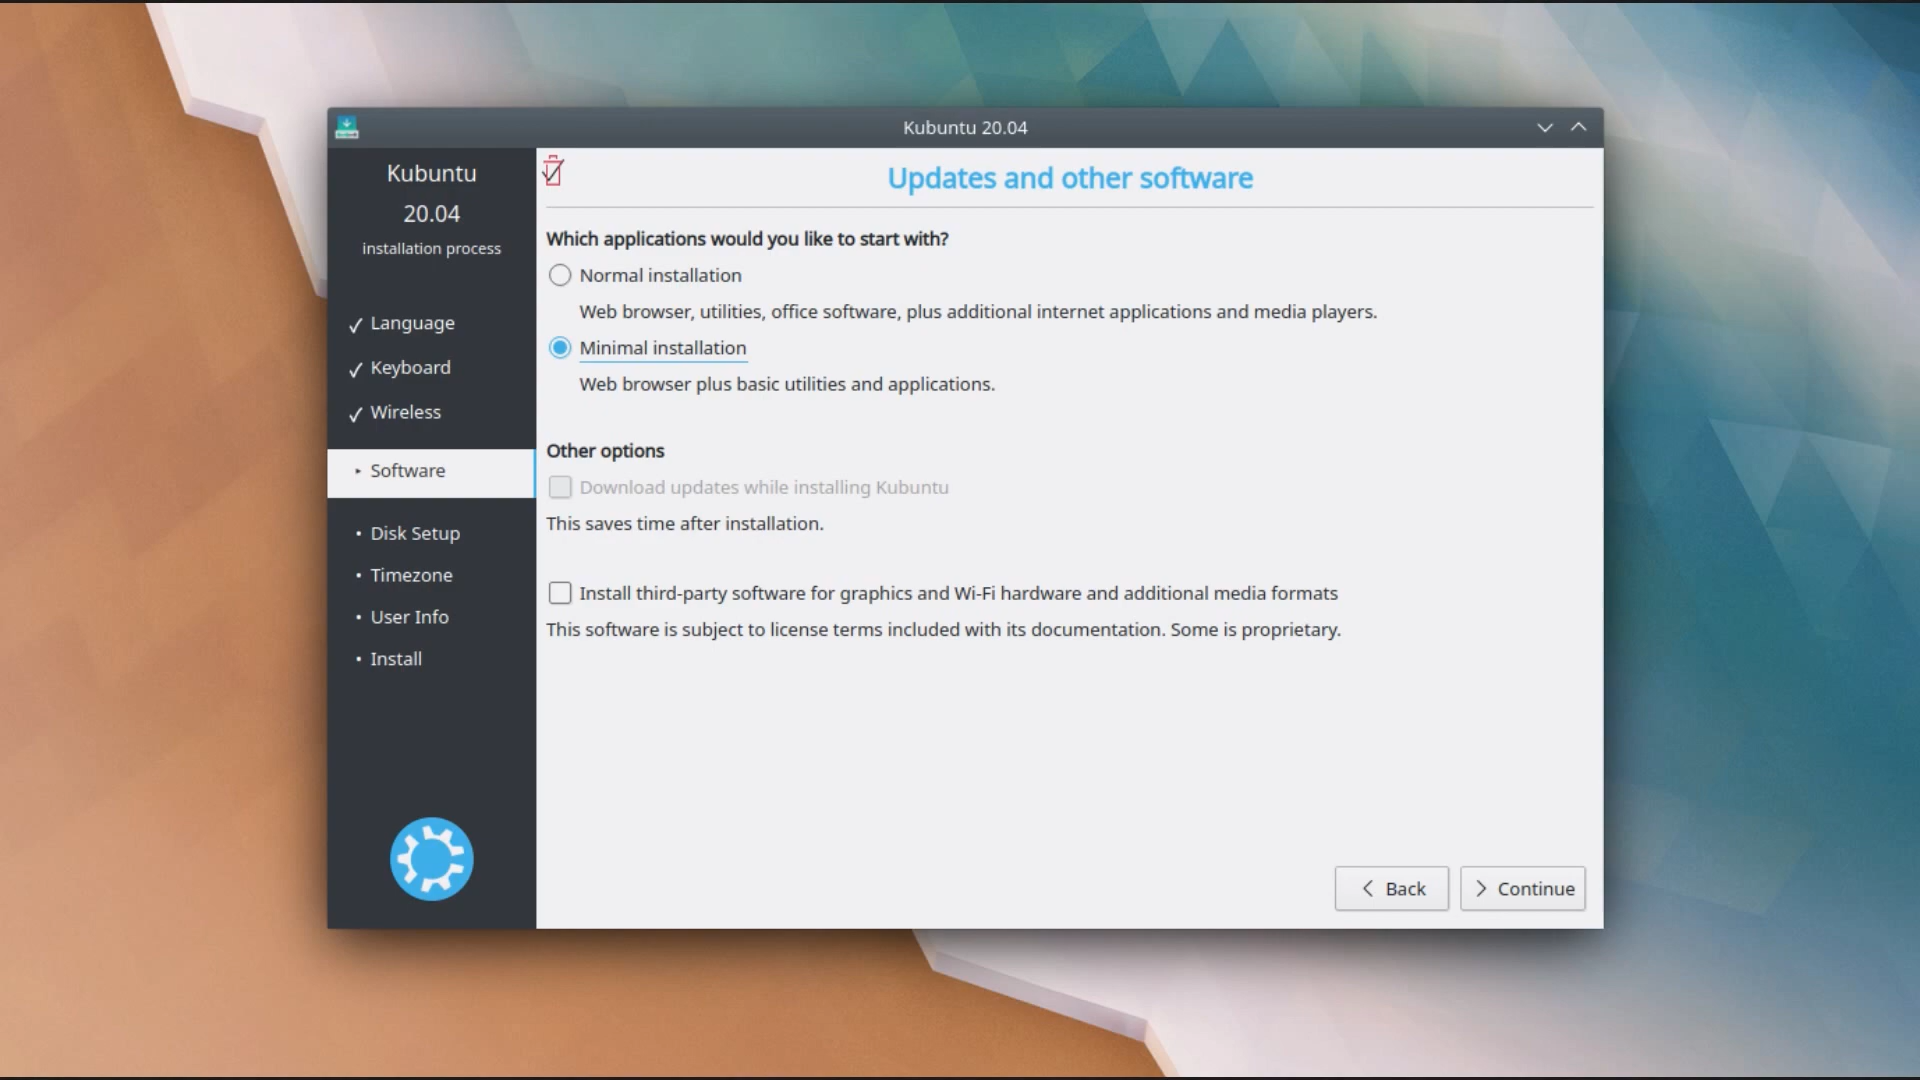 Kubuntu 20.04
Kubuntu
20.04
installation process
Language
Keyboard
Wireless
Software
Disk Setup
Timezone
User Info
Install
Updates and other software
Which applications would you like to start with?
Normal installation
Web browser, utilities, office software, plus additional internet applications and media players.
Minimal installation
Web browser plus basic utilities and applications.
Other options
Download updates while installing Kubuntu
This saves time after installation.
Install third-party software for graphics and Wi-Fi hardware and additional media formats
This software is subject to license terms included with its documentation. Some is proprietary.
Back
Continue